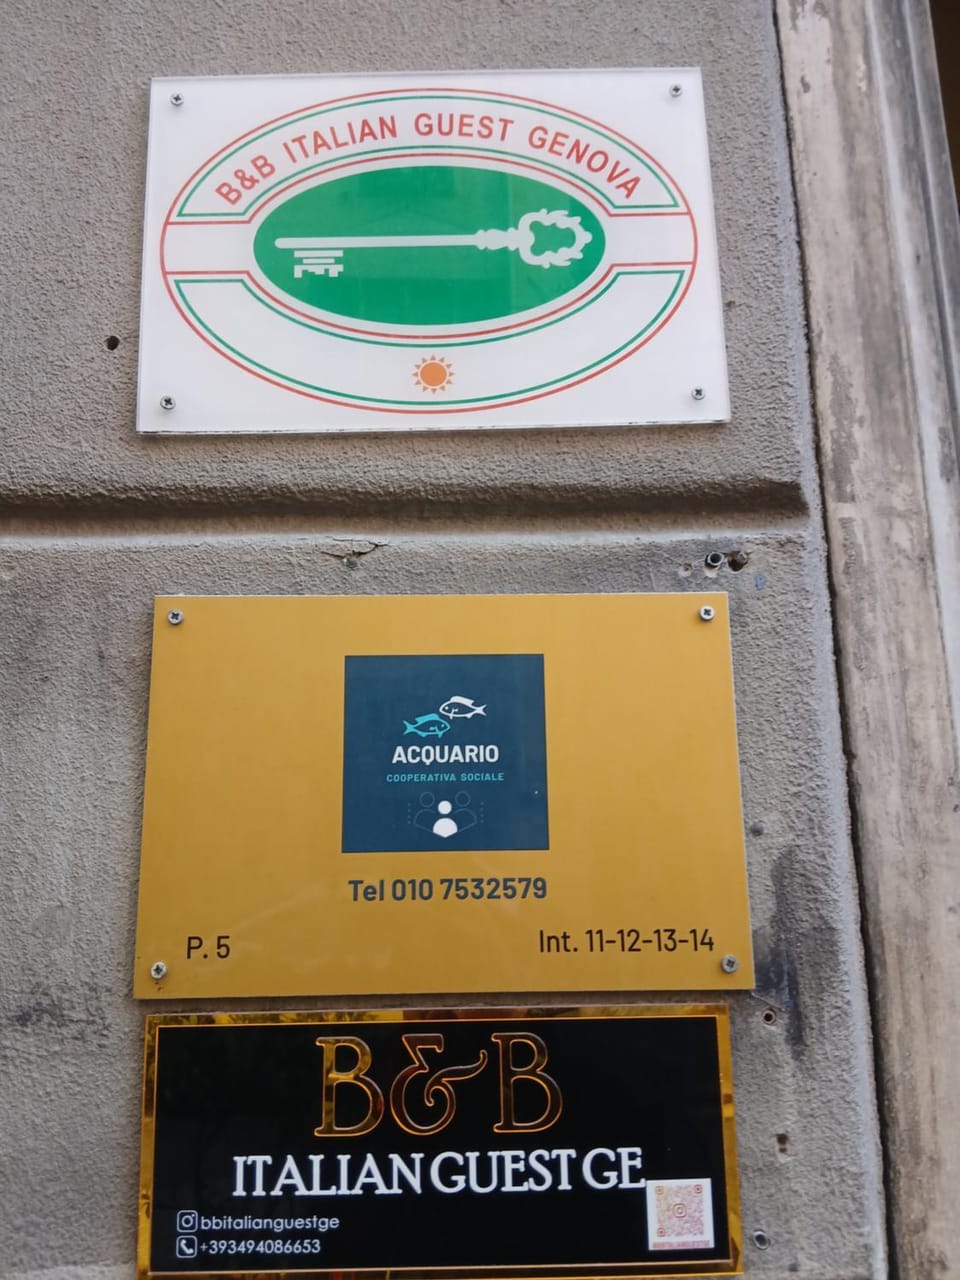 B&B ITALIAN GUEST GENOVA
ACQUARIO
COOPERATIVA SOCIALE
Tel 010 7532579
P. 5
Int. 11-12-13-14
B&B
ITALIAN GUEST GE
bbitalianguestge
+393494086653
BBITALIANGUESTGE